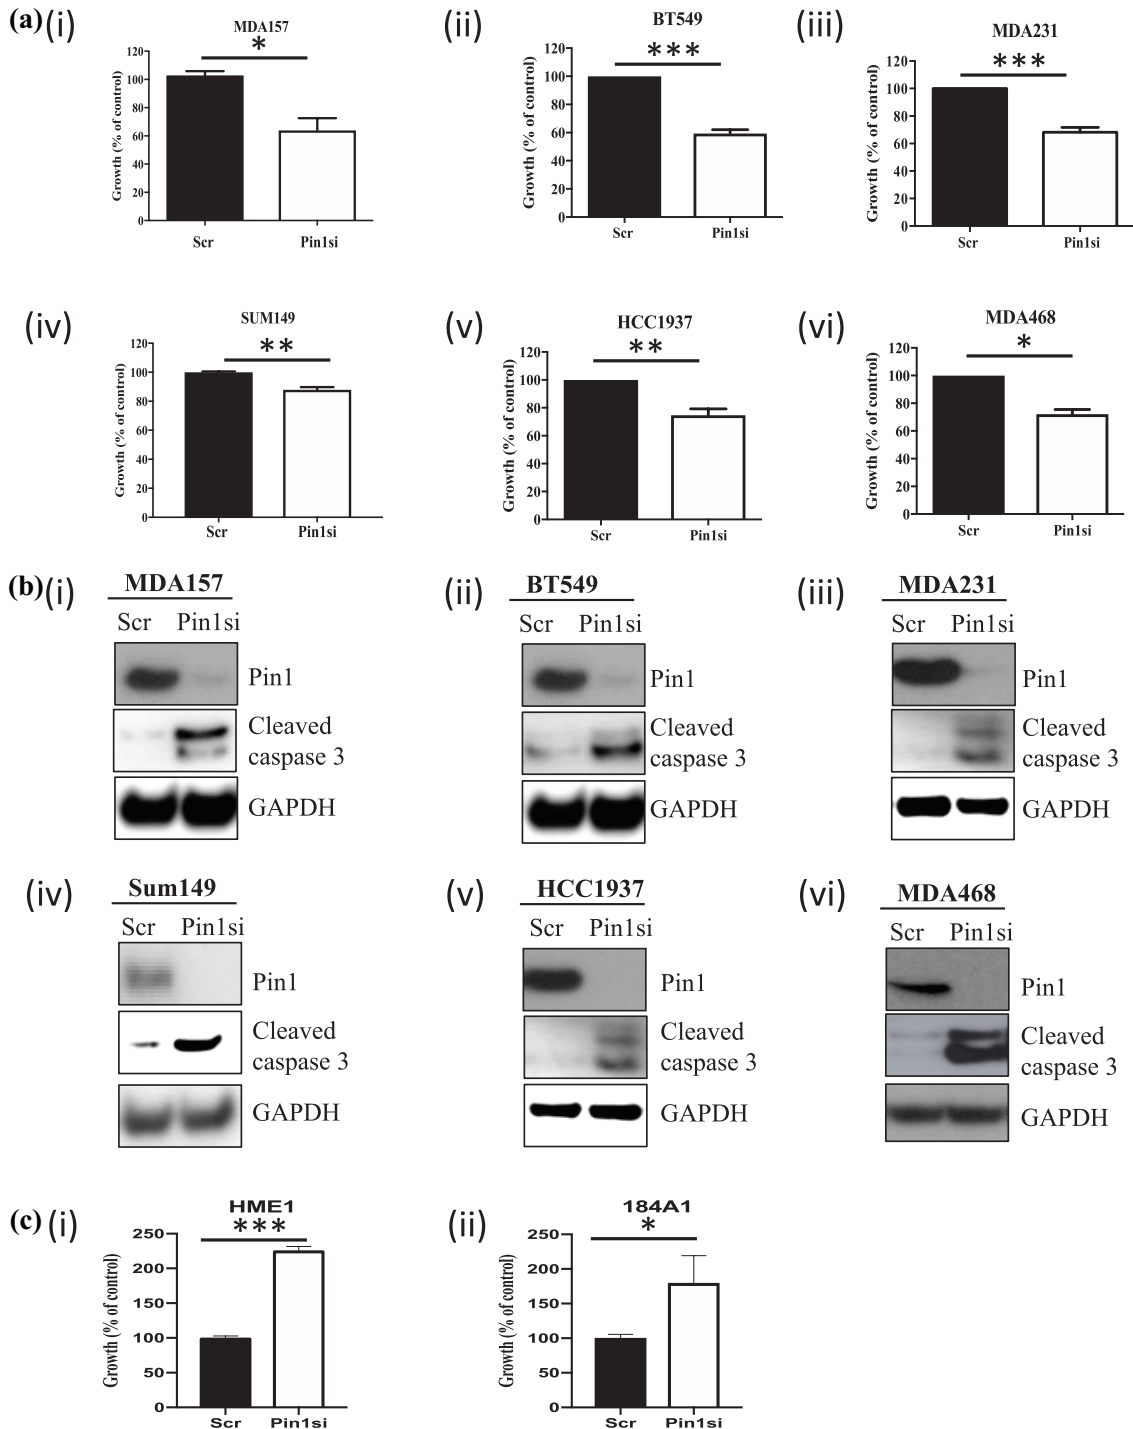 (a) (i)
MDA157
*
Growth (% of control)
120
100
80
60
40
20
0
Scr Pin1si
(ii)
BT549
***
Growth (% of control)
120
100
80
60
40
20
0
Scr Pin1si
(iii)
MDA231
***
Growth (% of control)
120
100
80
60
40
20
0
Scr Pin1si
(iv)
SUM149
**
Growth (% of control)
120
100
80
60
40
20
0
Scr Pin1si
(v)
HCC1937
**
Growth (% of control)
120
100
80
60
40
20
0
Scr Pin1si
(vi)
MDA468
*
Growth (% of control)
120
100
80
60
40
20
0
Scr Pin1si
(b) (i)
MDA157
Scr Pin1si
Pin1
Cleaved
caspase 3
GAPDH
(ii)
BT549
Scr Pin1si
Pin1
Cleaved
caspase 3
GAPDH
(iii)
MDA231
Scr Pin1si
Pin1
Cleaved
caspase 3
GAPDH
(iv)
Sum149
Scr Pin1si
Pin1
Cleaved
caspase 3
GAPDH
(v)
HCC1937
Scr Pin1si
Pin1
Cleaved
caspase 3
GAPDH
(vi)
MDA468
Scr Pin1si
Pin1
Cleaved
caspase 3
GAPDH
(c) (i)
HME1
***
Growth (% of control)
250
200
150
100
50
0
Scr Pin1si
(ii)
184A1
*
Growth (% of control)
250
200
150
100
50
0
Scr Pin1si